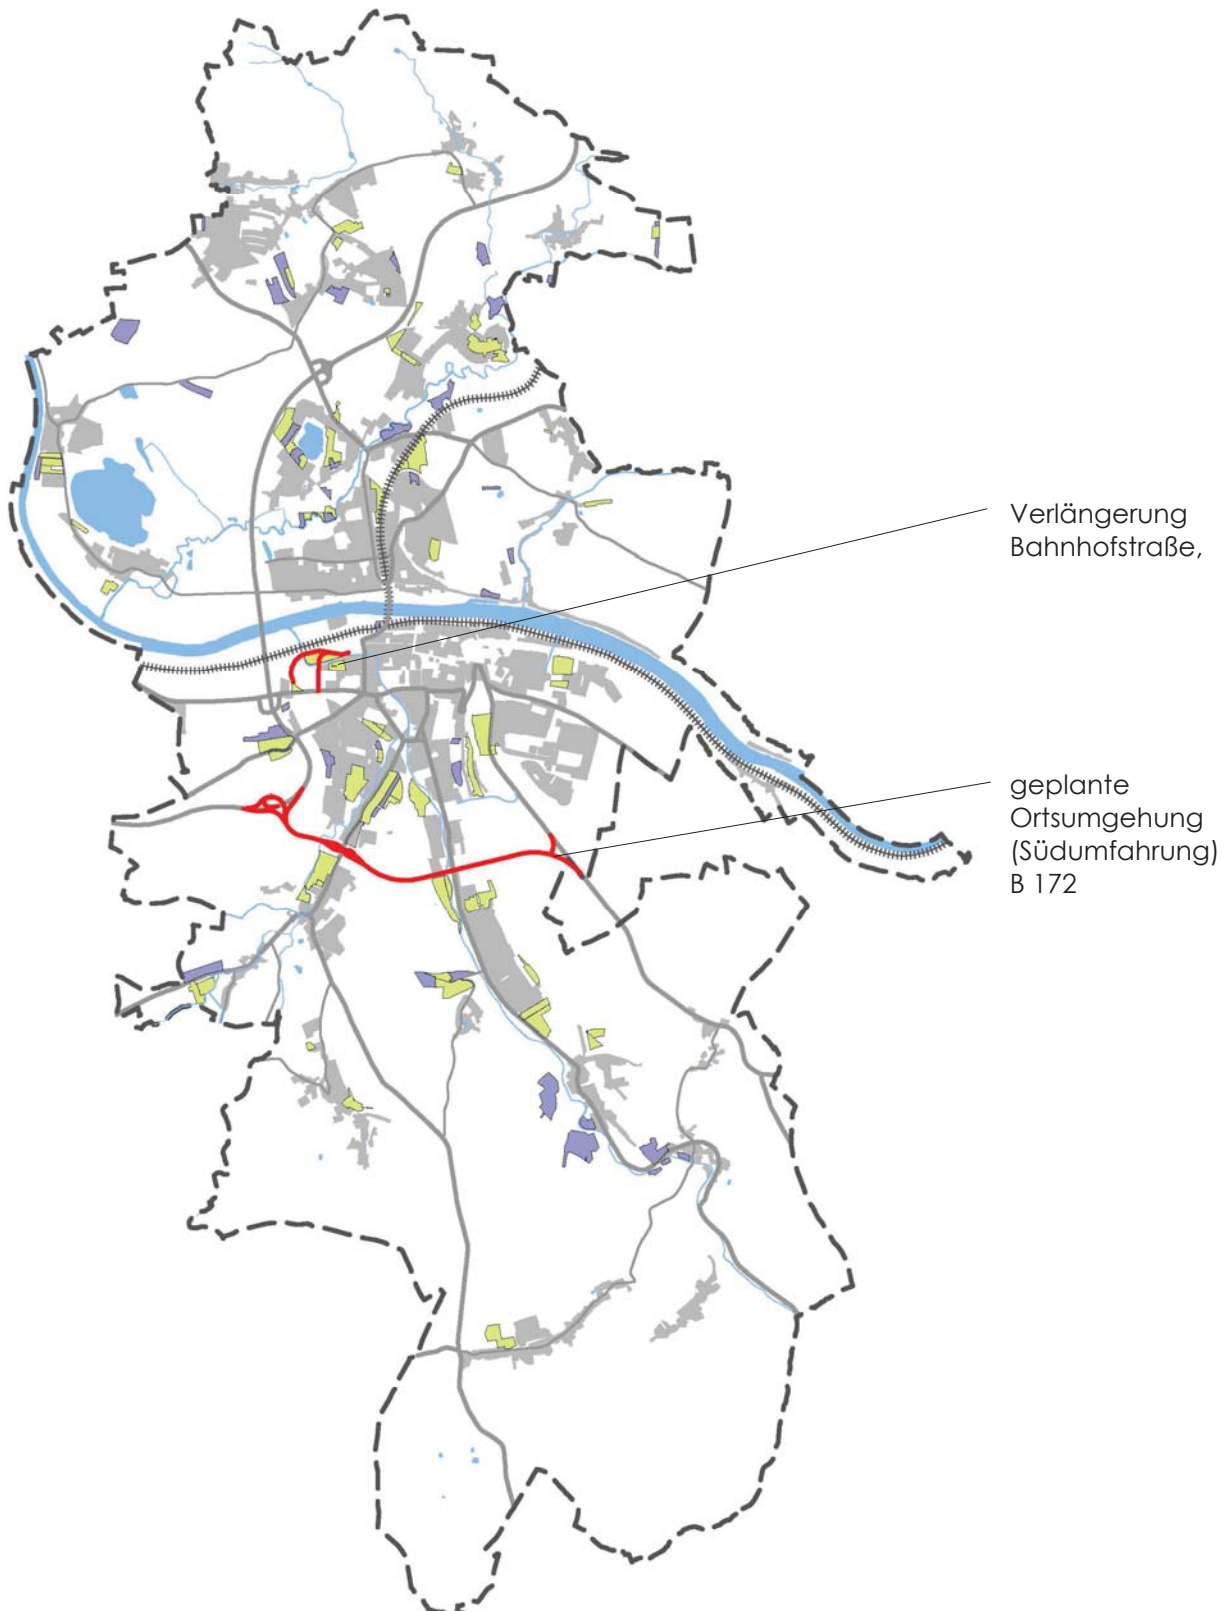 Verlängerung
Bahnhofstraße,
geplante
Ortsumgehung
(Südumfahrung)
B 172